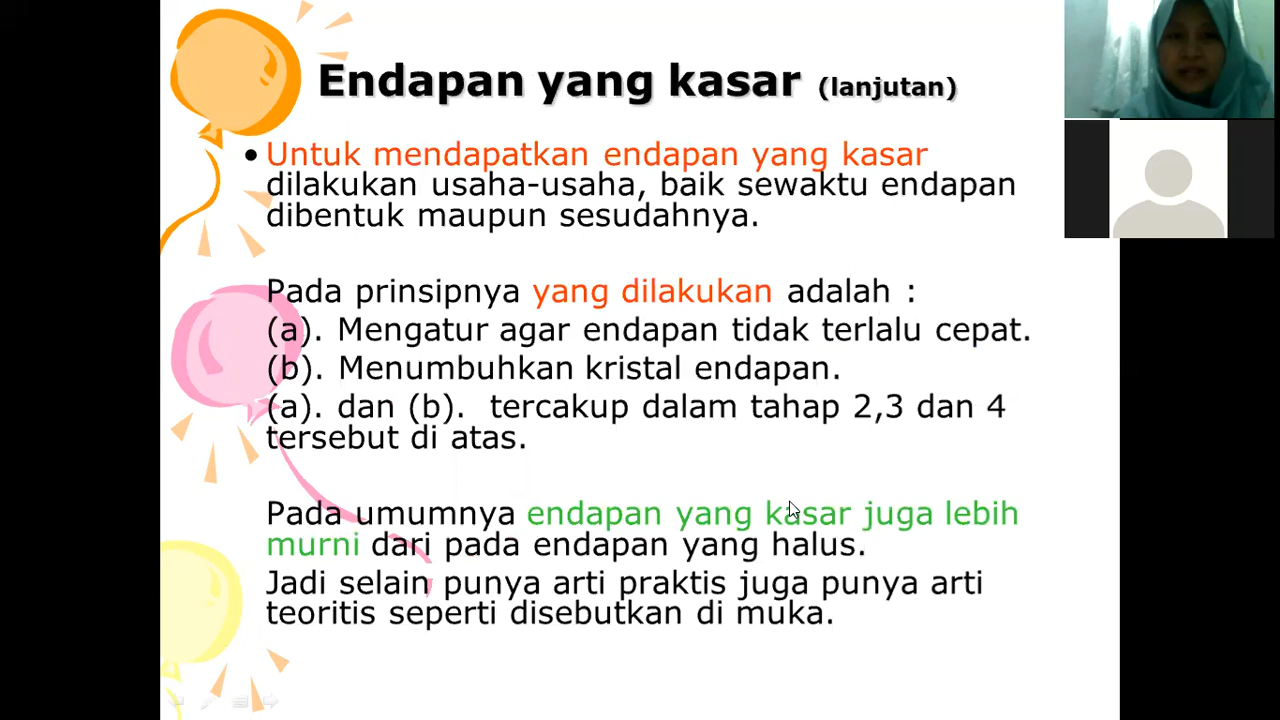 Endapan yang kasar (lanjutan)
• Untuk mendapatkan endapan yang kasar
dilakukan usaha-usaha, baik sewaktu endapan
dibentuk maupun sesudahnya.
Pada prinsipnya yang dilakukan adalah :
(a). Mengatur agar endapan tidak terlalu cepat.
(b). Menumbuhkan kristal endapan.
(a). dan (b). tercakup dalam tahap 2,3 dan 4
tersebut di atas.
Pada umumnya endapan yang kasar juga lebih
murni dari pada endapan yang halus.
Jadi selain punya arti praktis juga punya arti
teoritis seperti disebutkan di muka.